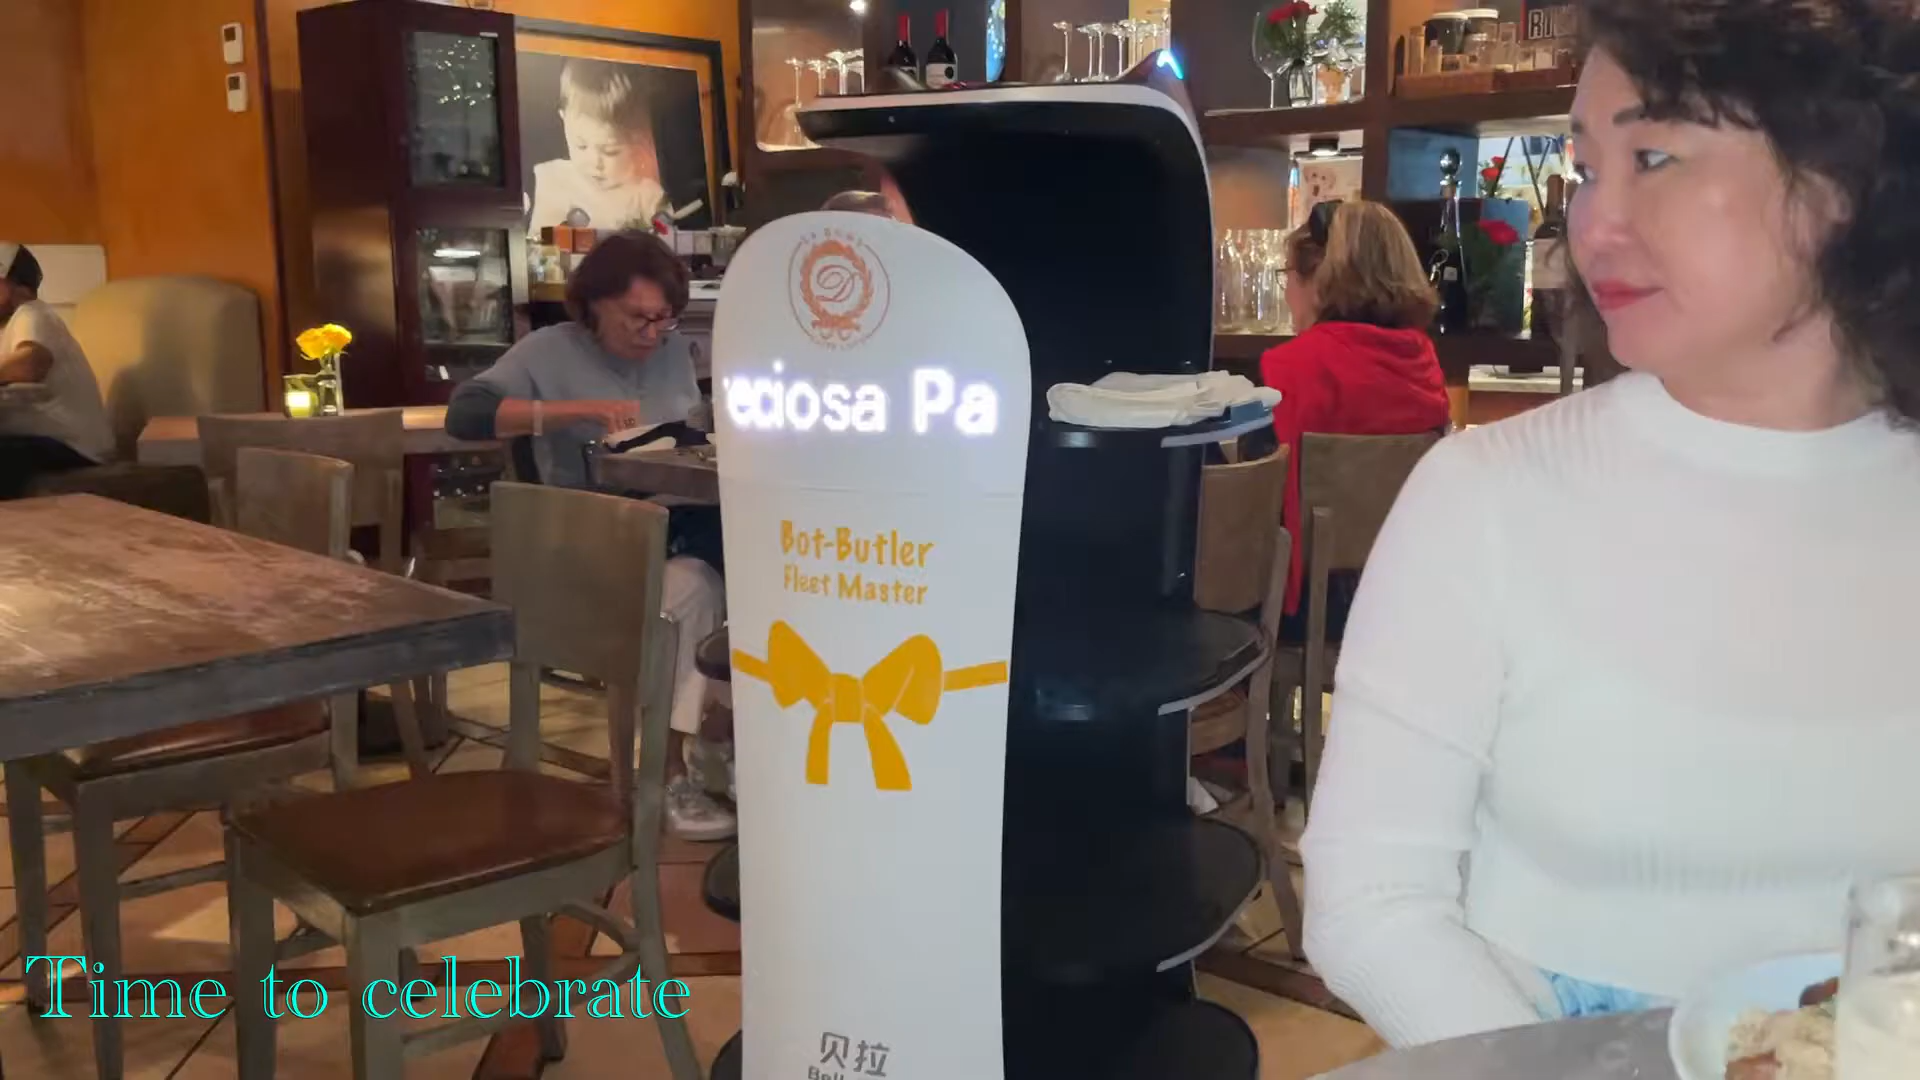 eciosa Pa
Bot-Butler
Fleet Master
贝拉
Time to celebrate